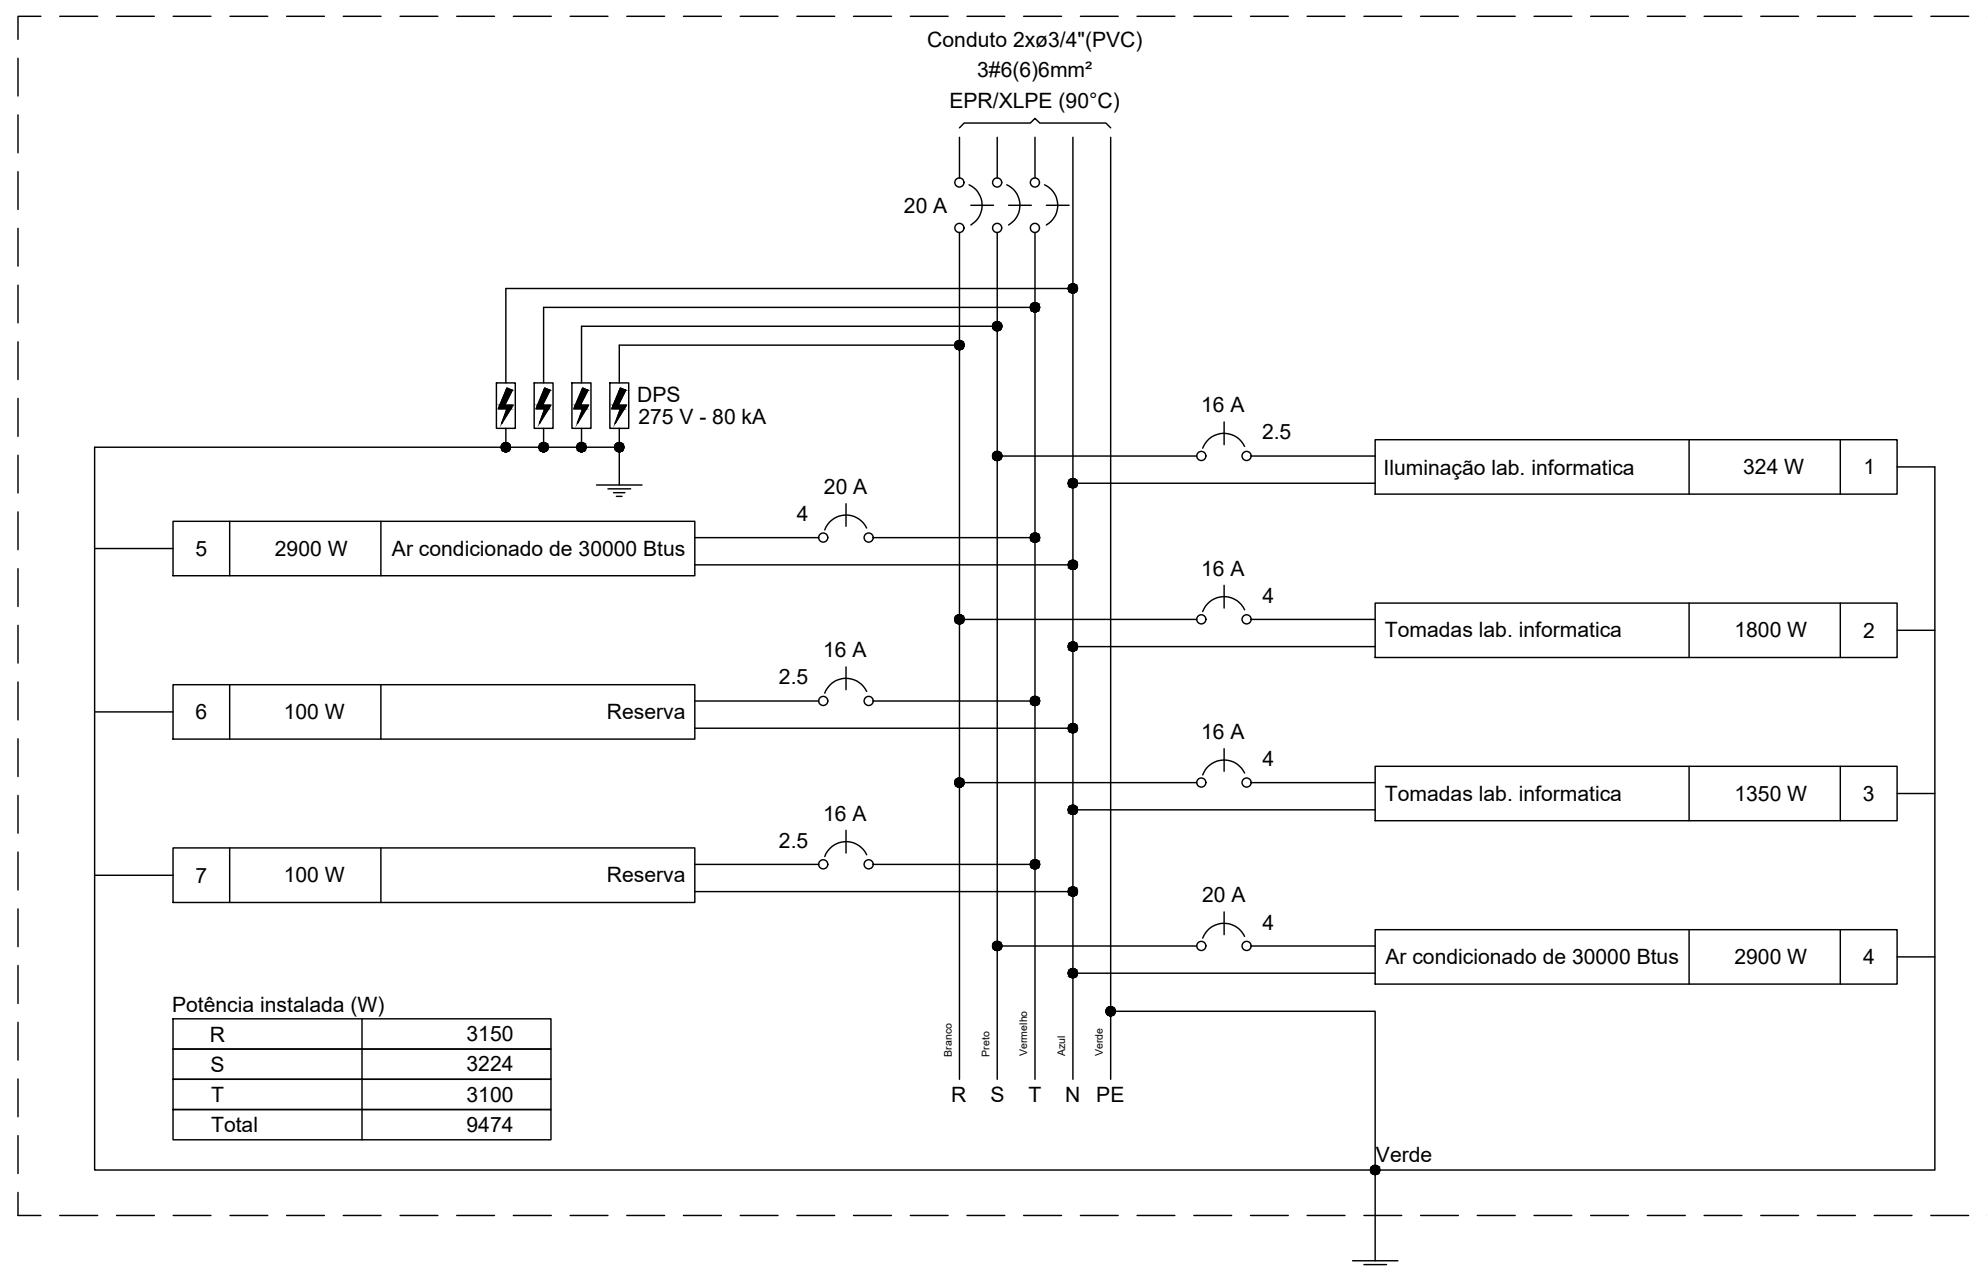 Conduto 2xø3/4"(PVC)
3#6(6)6mm²
EPR/XLPE (90°C)
20 A
DPS
275 V - 80 kA
16 A
2.5
Iluminação lab. informatica 324 W 1
20 A
4
5 2900 W Ar condicionado de 30000 Btus
16 A
4
Tomadas lab. informatica 1800 W 2
16 A
2.5
6 100 W Reserva
16 A
4
Tomadas lab. informatica 1350 W 3
16 A
2.5
7 100 W Reserva
20 A
4
Ar condicionado de 30000 Btus 2900 W 4
Potência instalada (W)
R 3150
S 3224
T 3100
Total 9474
Branco
Preto
Vermelho
Azul
Verde
R S T N PE
Verde